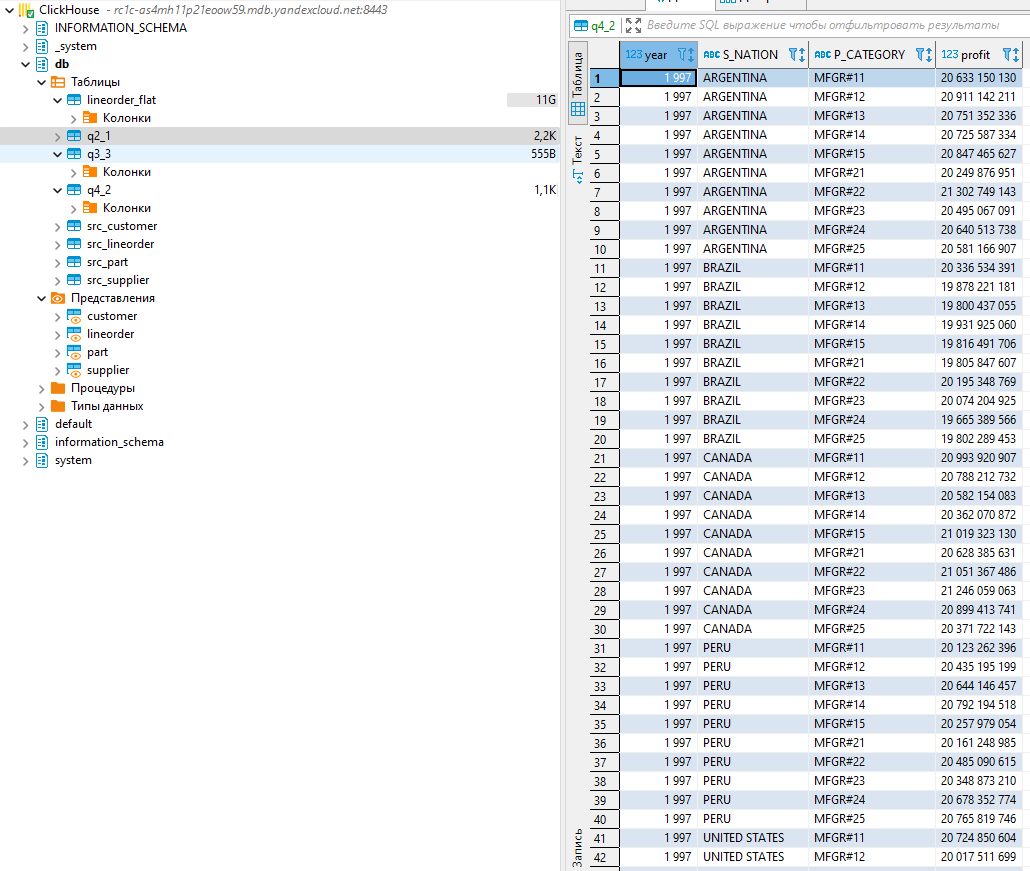 ClickHouse - rc1c-as4mh11p21eoow59.mdb.yandexcloud.net:8443
INFORMATION_SCHEMA
_system
db
Таблицы
lineorder_flat 11G
Колонки
q2_1 2,2K
q3_3 555B
Колонки
q4_2 1,1K
Колонки
src_customer
src_lineorder
src_part
src_supplier
Представления
customer
lineorder
part
supplier
Процедуры
Типы данных
default
information_schema
system
q4_2 Введите SQL выражение чтобы отфильтровать результаты
Таблица
Текст
Запись
123 year ABC S_NATION ABC P_CATEGORY 123 profit
1 1 997 ARGENTINA MFGR#11 20 633 150 130
2 1 997 ARGENTINA MFGR#12 20 911 142 211
3 1 997 ARGENTINA MFGR#13 20 751 352 336
4 1 997 ARGENTINA MFGR#14 20 725 587 334
5 1 997 ARGENTINA MFGR#15 20 847 465 627
6 1 997 ARGENTINA MFGR#21 20 249 876 951
7 1 997 ARGENTINA MFGR#22 21 302 749 143
8 1 997 ARGENTINA MFGR#23 20 495 067 091
9 1 997 ARGENTINA MFGR#24 20 640 513 738
10 1 997 ARGENTINA MFGR#25 20 581 166 907
11 1 997 BRAZIL MFGR#11 20 336 534 391
12 1 997 BRAZIL MFGR#12 19 878 221 181
13 1 997 BRAZIL MFGR#13 19 800 437 055
14 1 997 BRAZIL MFGR#14 19 931 925 060
15 1 997 BRAZIL MFGR#15 19 816 491 706
16 1 997 BRAZIL MFGR#21 19 805 847 607
17 1 997 BRAZIL MFGR#22 20 195 348 769
18 1 997 BRAZIL MFGR#23 20 074 204 925
19 1 997 BRAZIL MFGR#24 19 665 389 566
20 1 997 BRAZIL MFGR#25 19 802 289 453
21 1 997 CANADA MFGR#11 20 993 920 907
22 1 997 CANADA MFGR#12 20 788 212 732
23 1 997 CANADA MFGR#13 20 582 154 083
24 1 997 CANADA MFGR#14 20 362 070 872
25 1 997 CANADA MFGR#15 21 019 323 130
26 1 997 CANADA MFGR#21 20 628 385 631
27 1 997 CANADA MFGR#22 21 051 367 486
28 1 997 CANADA MFGR#23 21 246 059 063
29 1 997 CANADA MFGR#24 20 899 413 741
30 1 997 CANADA MFGR#25 20 371 722 143
31 1 997 PERU MFGR#11 20 123 262 396
32 1 997 PERU MFGR#12 20 435 195 199
33 1 997 PERU MFGR#13 20 644 146 457
34 1 997 PERU MFGR#14 20 792 194 518
35 1 997 PERU MFGR#15 20 257 979 054
36 1 997 PERU MFGR#21 20 161 248 985
37 1 997 PERU MFGR#22 20 485 090 615
38 1 997 PERU MFGR#23 20 348 873 210
39 1 997 PERU MFGR#24 20 678 352 774
40 1 997 PERU MFGR#25 20 765 819 746
41 1 997 UNITED STATES MFGR#11 20 724 850 604
42 1 997 UNITED STATES MFGR#12 20 017 511 699